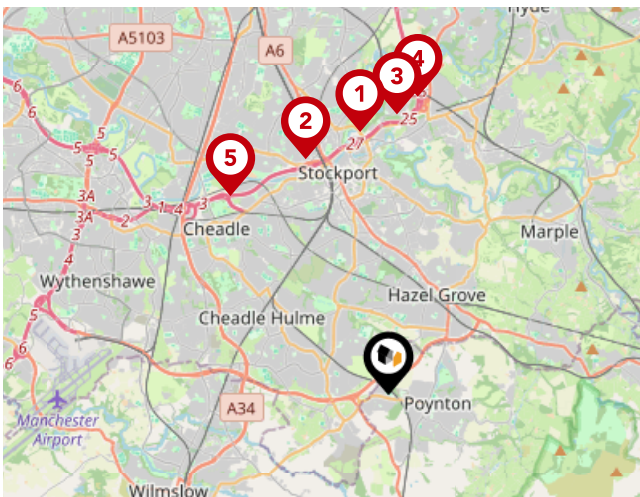 Hyde
A5103
A6
4
3
1
2
5
6
6
5
5
5
5
25
27
Stockport
3A
3A
2
3
1
4
3
3
4
Cheadle
Marple
Wythenshawe
Hazel Grove
5
Cheadle Hulme
6
6
A34
Poynton
Manchester
Airport
Wilmslow